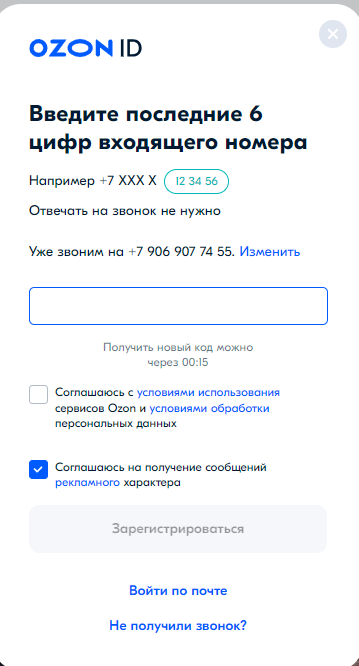 OZON ID
Введите последние 6
цифр входящего номера
Например +7 XXX X 12 34 56
Отвечать на звонок не нужно
Уже звоним на +7 906 907 74 55. Изменить
Получить новый код можно
через 00:15
Соглашаюсь с условиями использования
сервисов Ozon и условиями обработки
персональных данных
Соглашаюсь на получение сообщений
рекламного характера
Зарегистрироваться
Войти по почте
Не получили звонок?